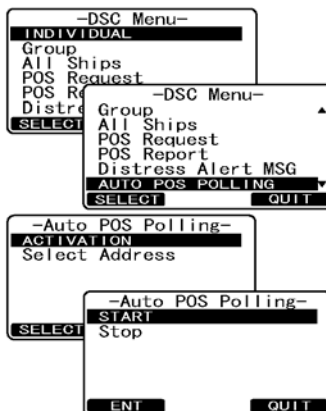 -DSC Menu-
INDIVIDUAL
Group
All Ships
POS Request
POS Re
Distre
SELECT
-DSC Menu-
Group
All Ships
POS Request
POS Report
Distress Alert MSG
AUTO POS POLLING
SELECT QUIT
-Auto POS Polling-
ACTIVATION
Select Address
SELECT
-Auto POS Polling-
START
Stop
ENT QUIT